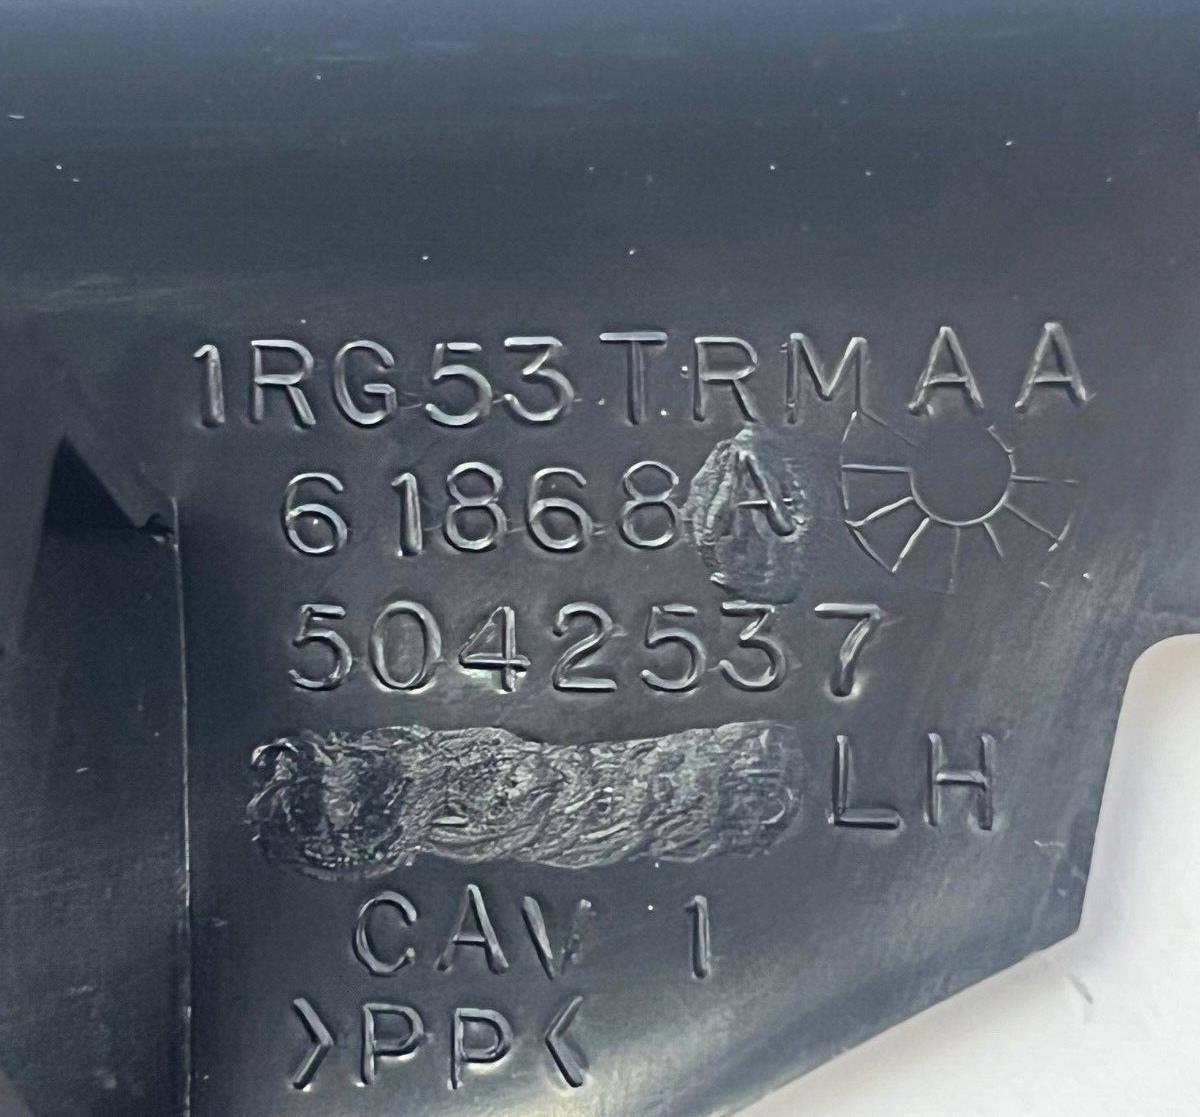 1RG53TRMAA
61868A
5042537
LH
CAV 1
>PP<